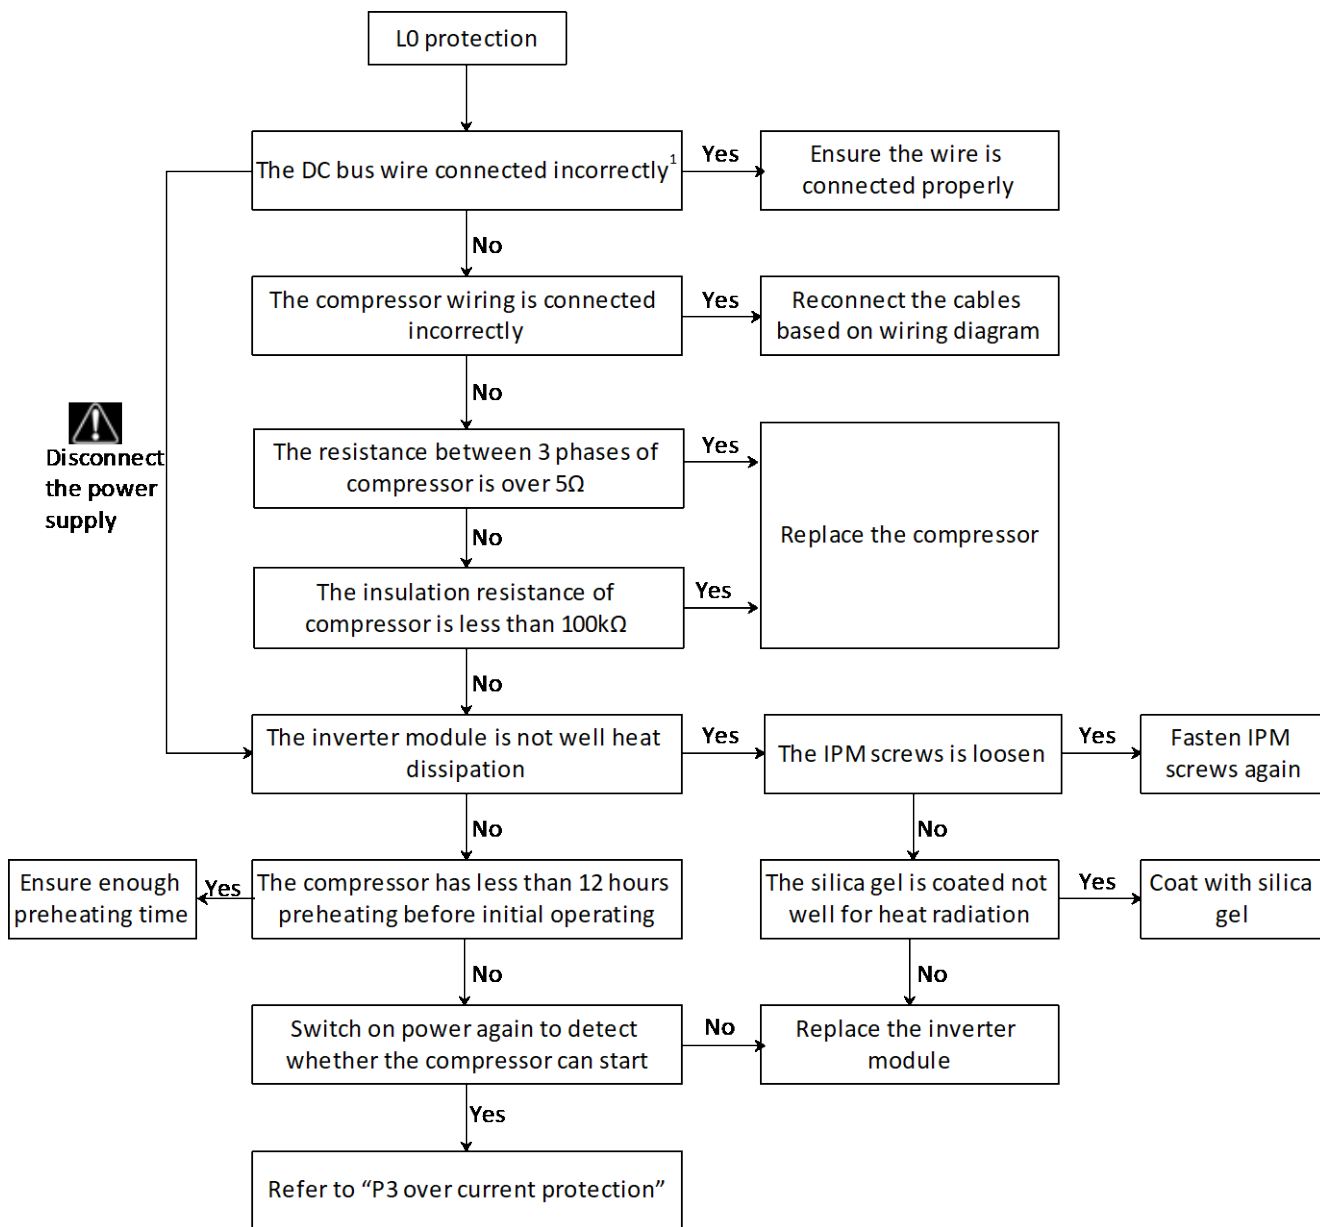 L0 protection
The DC bus wire connected incorrectly1
Yes
Ensure the wire is
connected properly
No
The compressor wiring is connected
incorrectly
Yes
Reconnect the cables
based on wiring diagram
No
Disconnect
the power
supply
The resistance between 3 phases of
compressor is over 5Ω
Yes
Replace the compressor
No
The insulation resistance of
compressor is less than 100kΩ
Yes
No
The inverter module is not well heat
dissipation
Yes
The IPM screws is loosen
Yes
Fasten IPM
screws again
No
No
Ensure enough
preheating time
Yes
The compressor has less than 12 hours
preheating before initial operating
The silica gel is coated not
well for heat radiation
Yes
Coat with silica
gel
No
No
Switch on power again to detect
whether the compressor can start
No
Replace the inverter
module
Yes
Refer to “P3 over current protection”